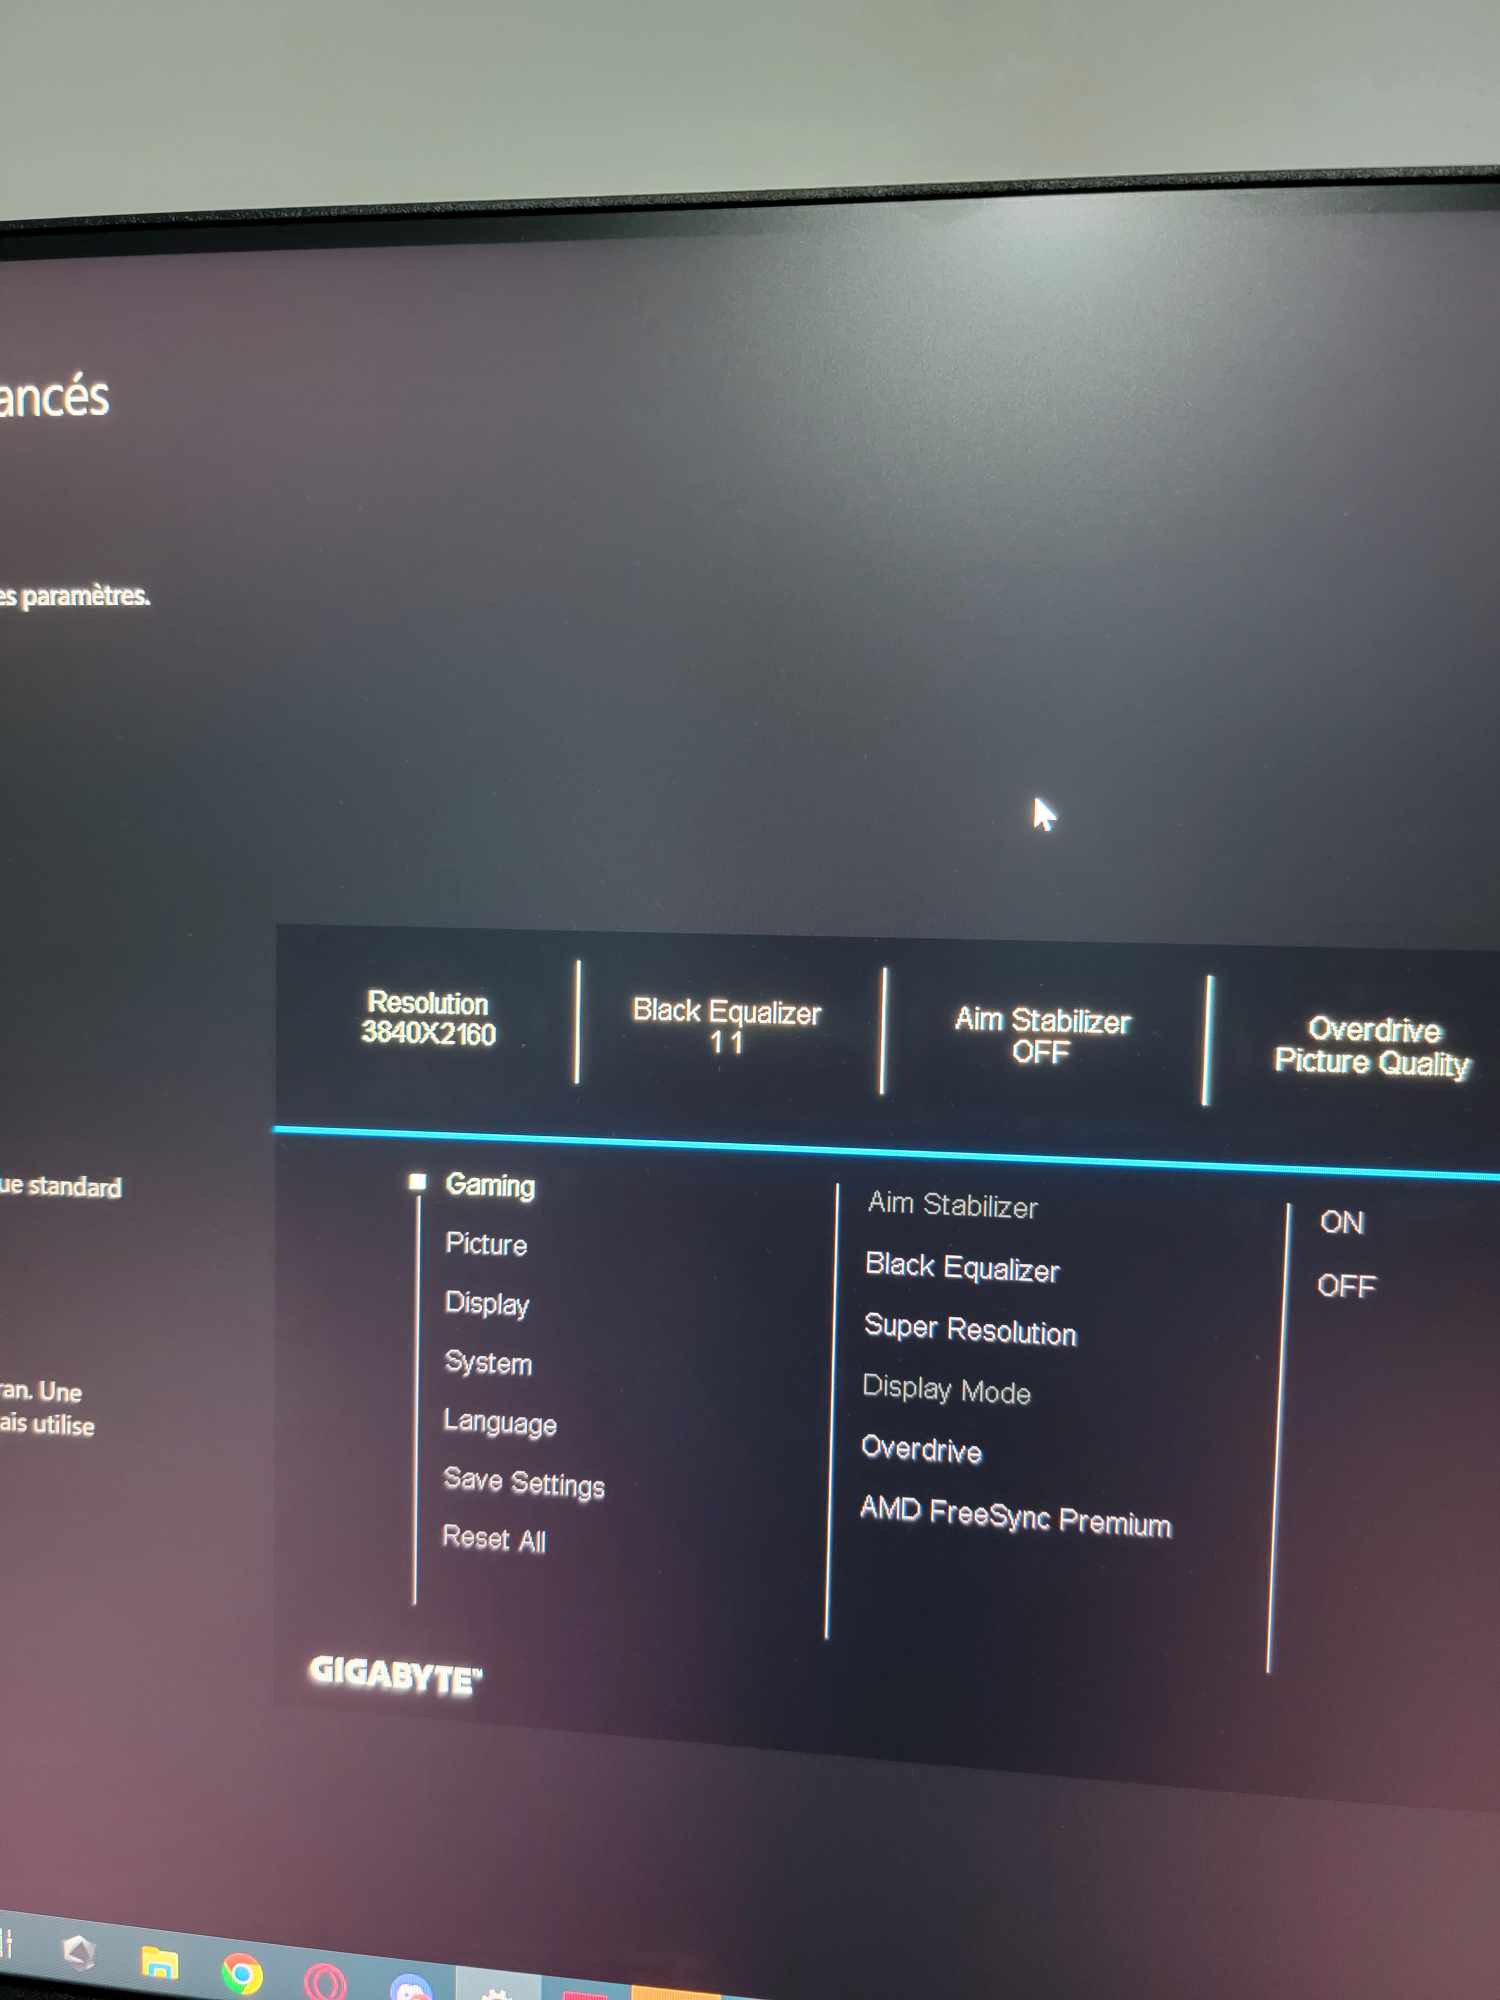 ancés
es paramètres.
Resolution
3840X2160
Black Equalizer
11
Aim Stabilizer
OFF
Overdrive
Picture Quality
ue standard
ran. Une
ais utilise
Gaming
Picture
Display
System
Language
Save Settings
Reset All
Aim Stabilizer
Black Equalizer
Super Resolution
Display Mode
Overdrive
AMD FreeSync Premium
ON
OFF
GIGABYTE™